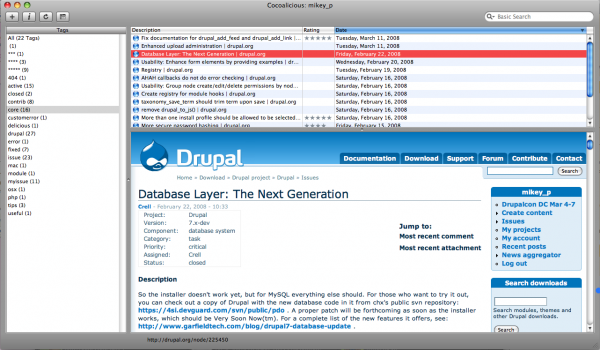 Cocoalicious: mikey_p
Basic Search
Tags
All (22 Tags)
(1)
*** (1)
**** (3)
***** (9)
404 (1)
active (15)
closed (2)
contrib (8)
core (16)
customerror (1)
delicious (1)
drupal (27)
error (1)
fixed (7)
issue (23)
mac (1)
module (1)
myissue (11)
osx (1)
php (1)
tips (1)
useful (1)
Description Rating Date
Fix documentation for drupal_add_feed and drupal_add_link |... ★★★★★ Tuesday, March 11, 2008
Enhanced upload administration | drupal.org Tuesday, March 11, 2008
Database Layer: The Next Generation | drupal.org Friday, February 22, 2008
Usability: Enhance form elements by providing examples | dr... Wednesday, February 20, 2008
Registry | drupal.org Tuesday, February 19, 2008
AHAH callbacks do not do error checking | drupal.org Saturday, February 16, 2008
Usability: Group node create/edit/delete permissions by nod... Saturday, February 16, 2008
Create registry for module hooks | drupal.org Saturday, February 16, 2008
taxonomy_save_term should trim term upon save | drupal.org Saturday, February 16, 2008
remove drupal_to_js() | drupal.org Saturday, February 16, 2008
More than one install profile should be allowed to be selected... ★★★★★ Saturday, February 16, 2008
More secure password hashing | drupal.org ★★★★ Friday, February 15, 2008
Drupal
Documentation Download Support Forum Contribute Contact
Home » Download » Drupal project » Drupal » Issues
Search
Database Layer: The Next Generation
Crell - February 22, 2008 - 10:33
Project: Drupal
Version: 7.x-dev
Component: database system
Category: task
Priority: critical
Assigned: Crell
Status: closed
Jump to:
Most recent comment
Most recent attachment
Description
So the installer doesn't work yet, but for MySQL everything else should. For those who want to try it out,
you can check out a copy of Drupal with the new database code in it from chx's public svn repository:
https://4si.devguard.com/svn/public/pdo . A proper patch will be forthcoming as soon as the installer
works, which should be Very Soon Now(tm). For a complete list of the new features it offers, see:
http://www.garfieldtech.com/blog/drupal7-database-update .
mikey_p
Drupalcon DC Mar 4-7
Create content
Issues
My projects
My account
Recent posts
News aggregator
Log out
Search downloads
Search modules, themes and
other Drupal downloads.
Search
http://drupal.org/node/225450